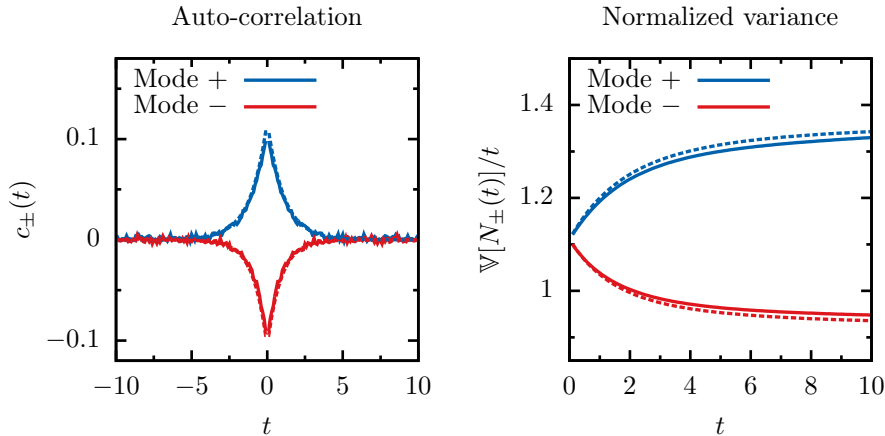 Auto-correlation
c±(t)
0.1
0
−0.1
Mode +
Mode −
−10
−5
0
5
10
t
Normalized variance
𝕍[N±(t)]/t
1.4
1.2
1
Mode +
Mode −
0
2
4
6
8
10
t